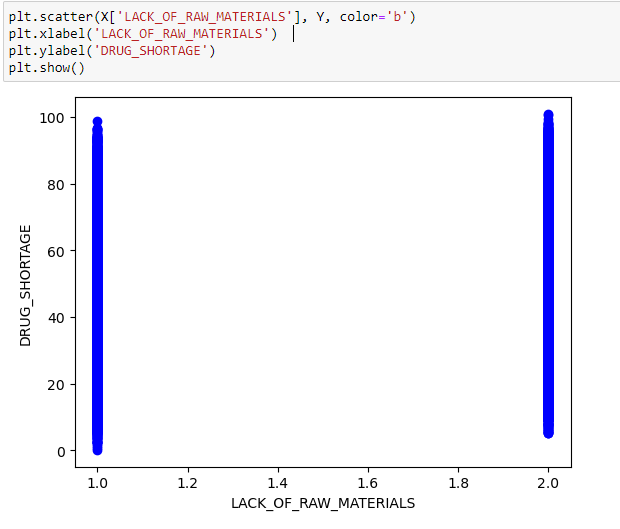 plt.scatter(X['LACK_OF_RAW_MATERIALS'], Y, color='b')
plt.xlabel('LACK_OF_RAW_MATERIALS')
plt.ylabel('DRUG_SHORTAGE')
plt.show()
100
80
60
40
20
0
DRUG_SHORTAGE
1.0 1.2 1.4 1.6 1.8 2.0
LACK_OF_RAW_MATERIALS